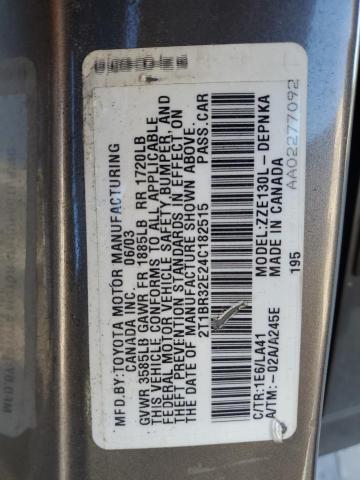 MFD.BY:TOYOTA MOTOR MANUFACTURING
CANADA INC. 06/03
GVWR 3585LB GAWR FR 1885LB RR 1720LB
THIS VEHICLE CONFORMS TO ALL APPLICABLE
FEDERAL MOTOR VEHICLE SAFETY,BUMPER, AND
THEFT PREVENTION STANDARDS IN EFFECT ON
THE DATE OF MANUFACTURE SHOWN ABOVE.
2T1BR32E24C182515 PASS.CAR
C/TR:1E6/LA41 MODEL:ZZE130L-DEPNKA
A/TM:-02A/A245E MADE IN CANADA
195 AA02277092